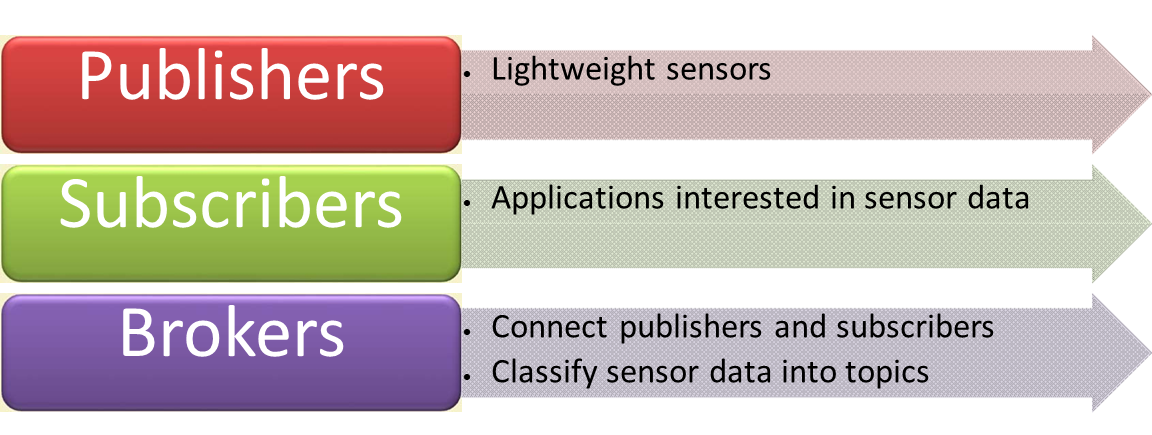 Publishers
• Lightweight sensors
Subscribers
• Applications interested in sensor data
Brokers
• Connect publishers and subscribers
• Classify sensor data into topics